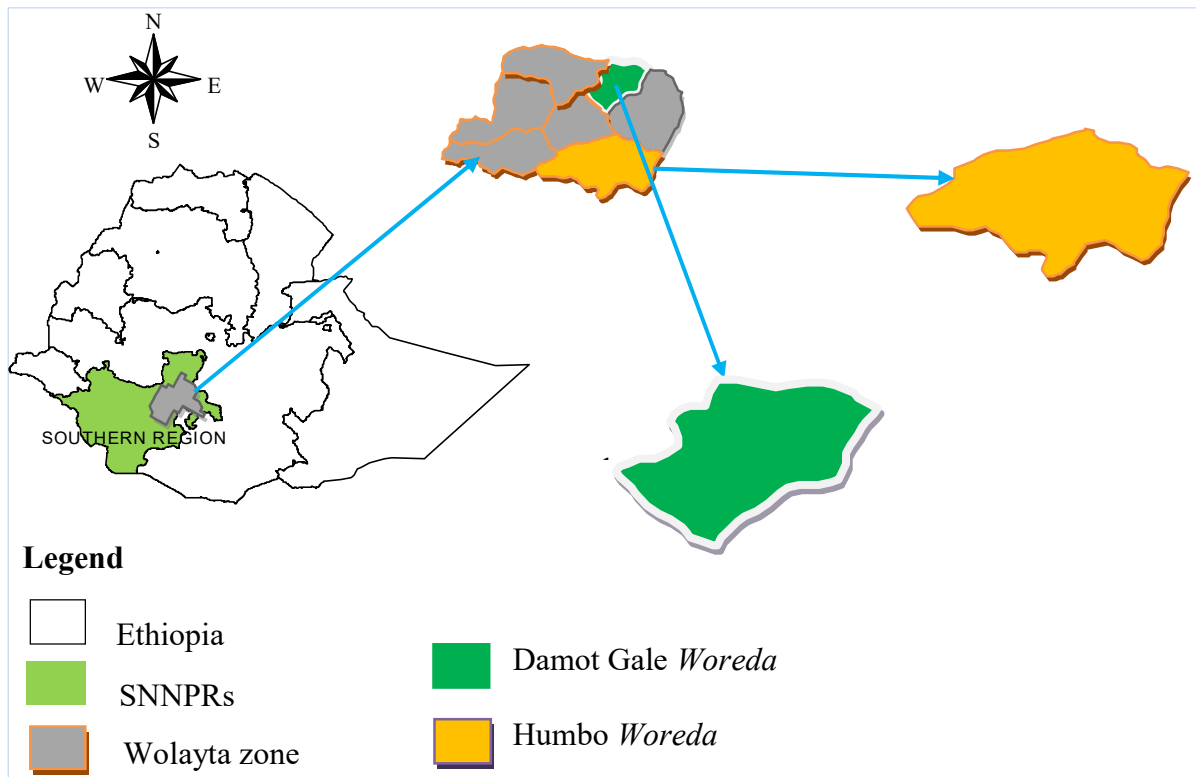 N
W
E
S
SOUTHERN REGION
Legend
Ethiopia
SNNPRs
Wolayta zone
Damot Gale Woreda
Humbo Woreda